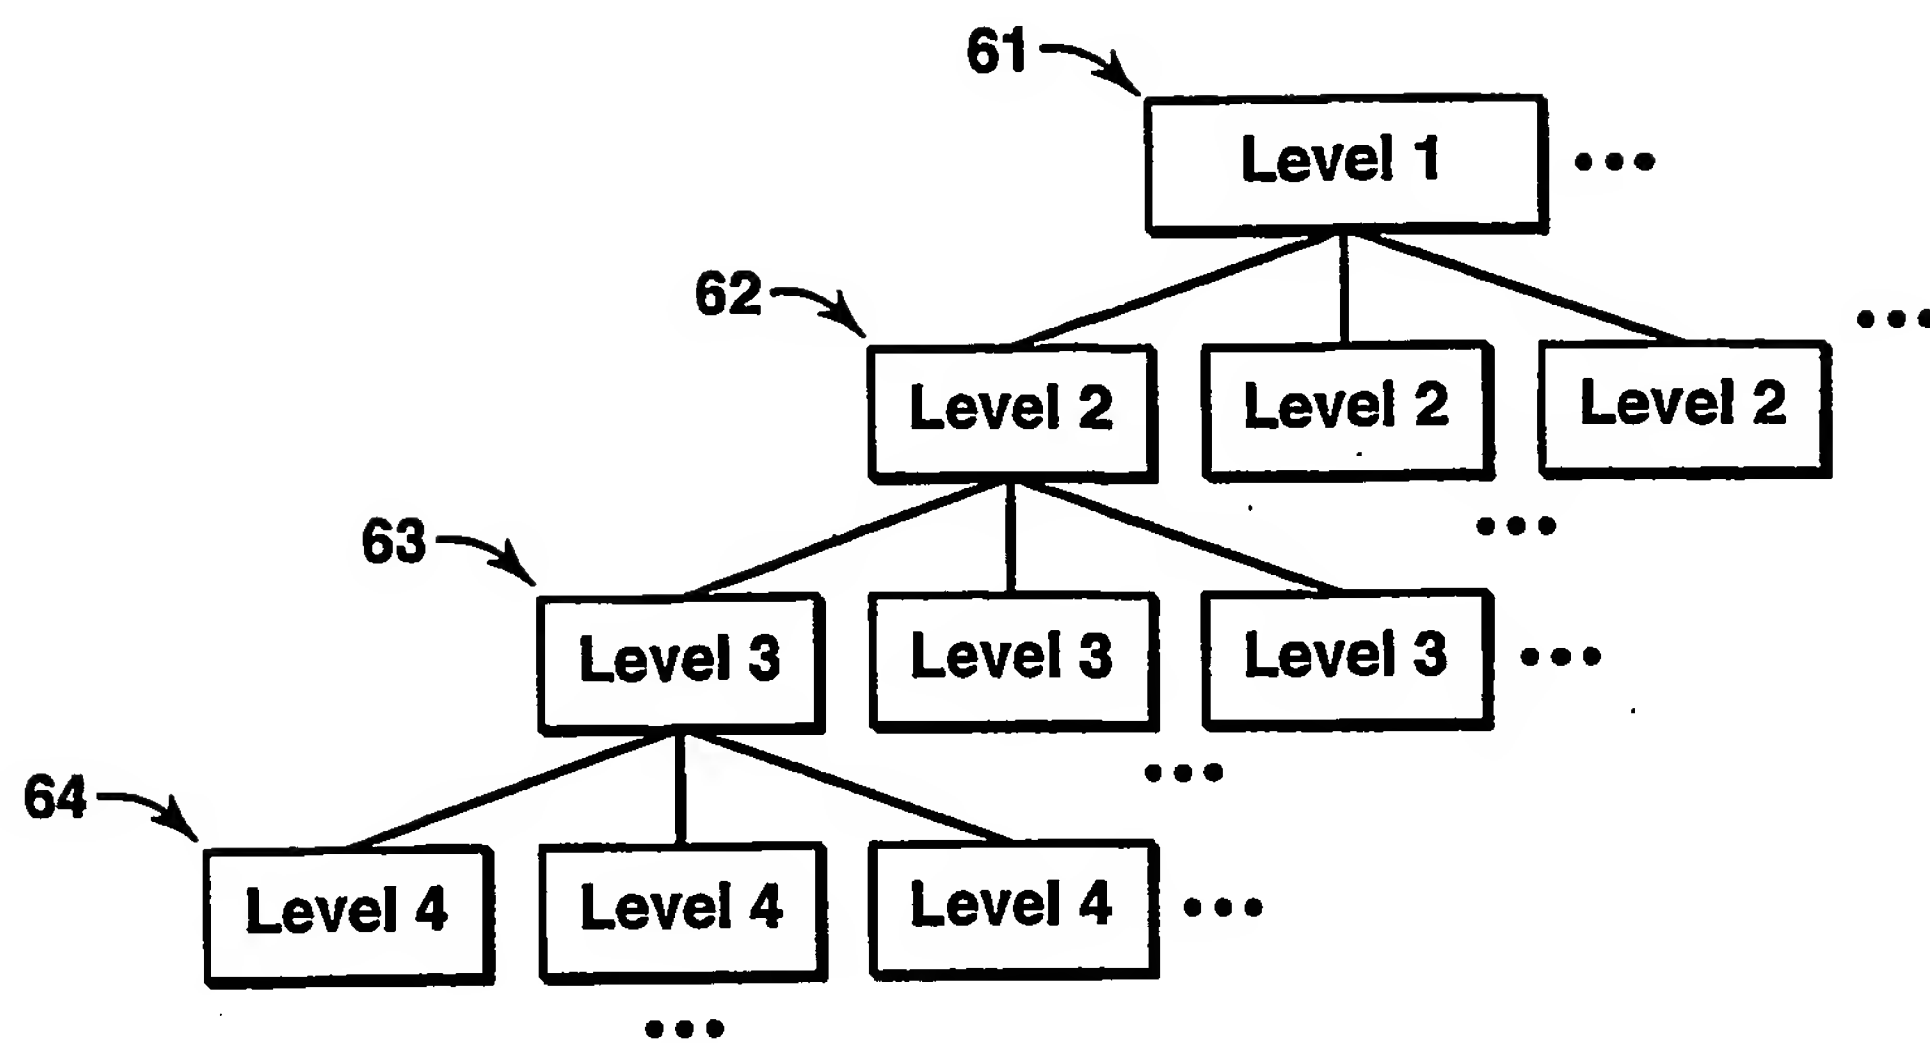 61
Level 1 •••
62
•••
Level 2 Level 2 Level 2
•••
63
Level 3 Level 3 Level 3 •••
•••
64
Level 4 Level 4 Level 4 •••
•••